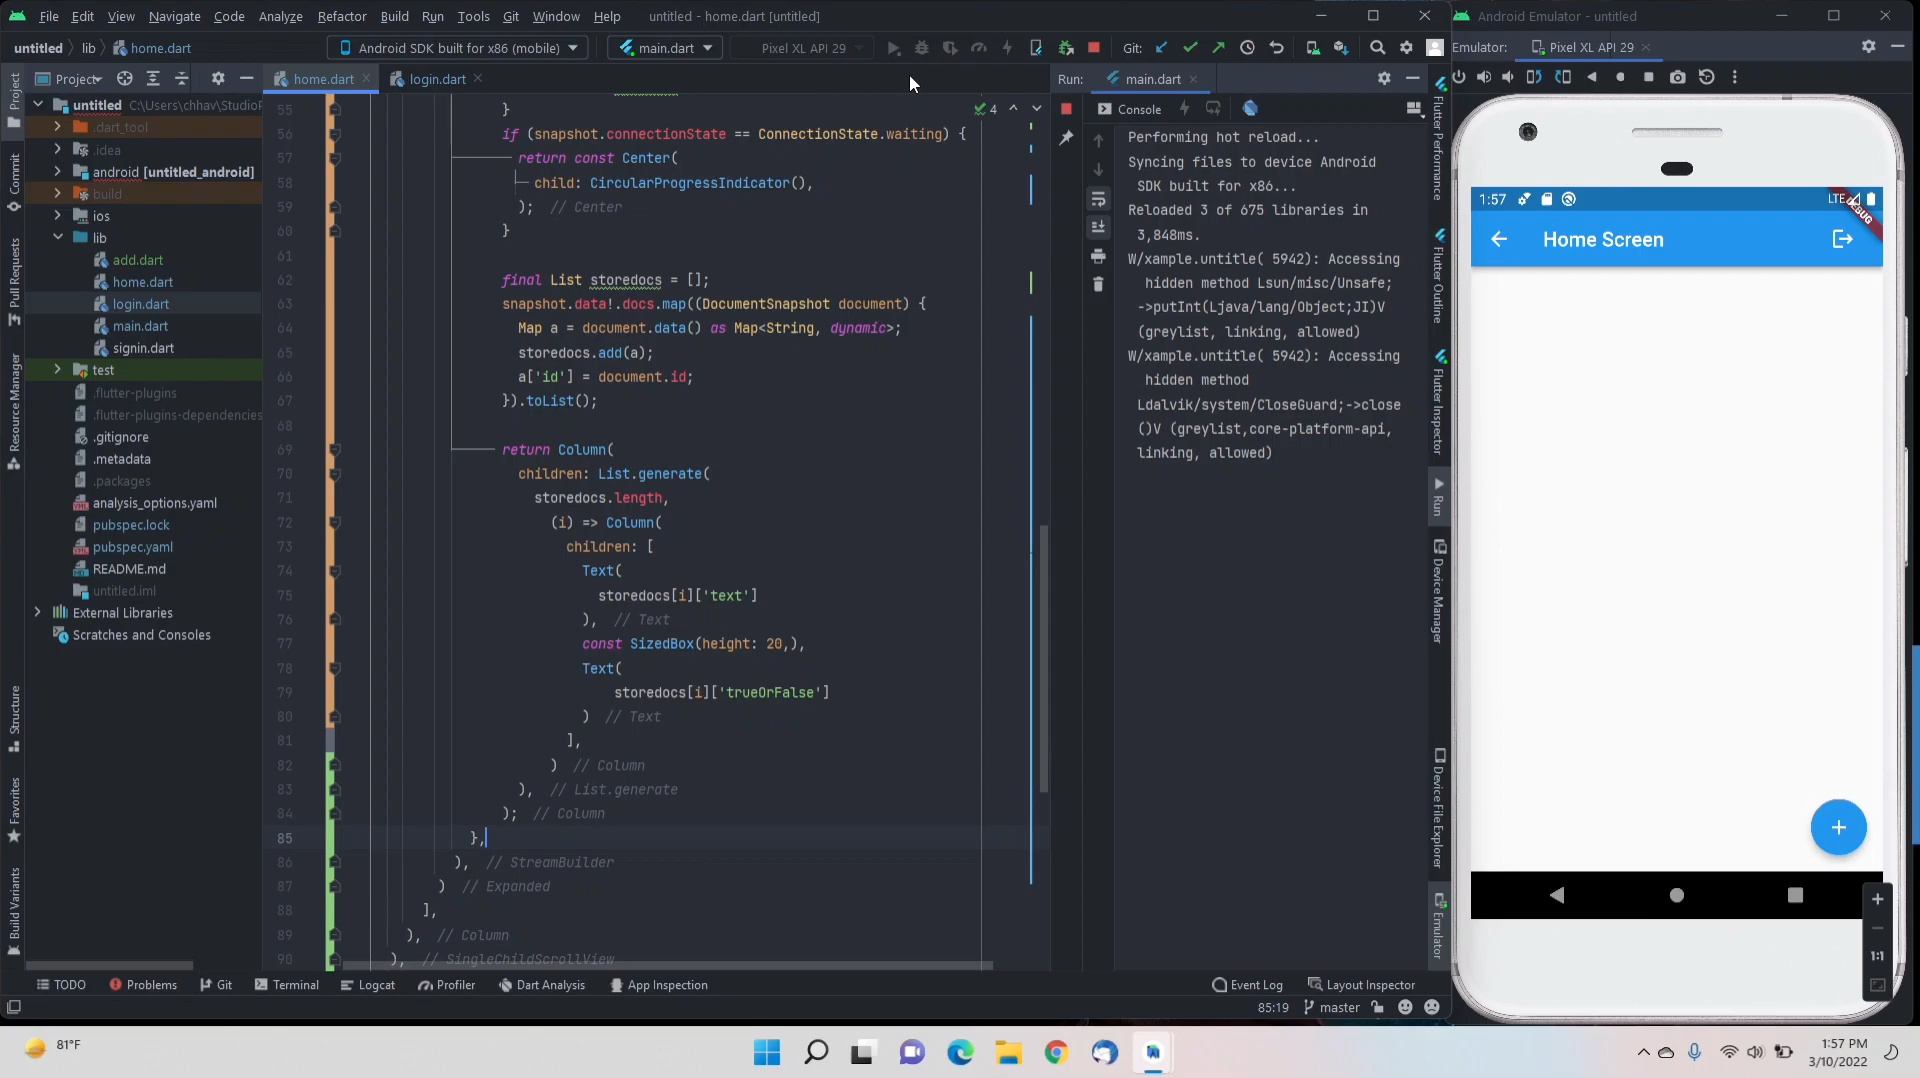 File Edit View Navigate Code Analyze Refactor Build Run Tools Git Window Help untitled - home.dart [untitled]
Android Emulator - untitled
untitled lib home.dart Android SDK built for x86 (mobile) main.dart Pixel XL API 29 Git:
Emulator: Pixel XL API 29
Project home.dart login.dart Run: main.dart
untitled C:\Users\chhav\StudioP
.dart_tool
.idea
android [untitled_android]
build
ios
lib
add.dart
home.dart
login.dart
main.dart
signin.dart
test
.flutter-plugins
.flutter-plugins-dependencies
.gitignore
.metadata
.packages
analysis_options.yaml
pubspec.lock
pubspec.yaml
README.md
untitled.iml
External Libraries
Scratches and Consoles
Project
Commit
Pull Requests
Resource Manager
Structure
Favorites
Build Variants
4
55 }
56 if (snapshot.connectionState == ConnectionState.waiting) {
57 return const Center(
58 child: CircularProgressIndicator(),
59 ); // Center
60 }
61
62 final List storedocs = [];
63 snapshot.data!.docs.map((DocumentSnapshot document) {
64 Map a = document.data() as Map<String, dynamic>;
65 storedocs.add(a);
66 a['id'] = document.id;
67 }).toList();
68
69 return Column(
70 children: List.generate(
71 storedocs.length,
72 (i) => Column(
73 children: [
74 Text(
75 storedocs[i]['text']
76 ), // Text
77 const SizedBox(height: 20,),
78 Text(
79 storedocs[i]['trueOrFalse']
80 ) // Text
81 ],
82 ) // Column
83 ), // List.generate
84 ); // Column
85 },
86 ), // StreamBuilder
87 ) // Expanded
88 ],
89 ), // Column
90 ), // SingleChildScrollView
Console
Performing hot reload...
Syncing files to device Android
SDK built for x86...
Reloaded 3 of 675 libraries in
3,848ms.
W/xample.untitle( 5942): Accessing
hidden method Lsun/misc/Unsafe;
->putInt(Ljava/lang/Object;JI)V
(greylist, linking, allowed)
W/xample.untitle( 5942): Accessing
hidden method
Ldalvik/system/CloseGuard;->close
()V (greylist,core-platform-api,
linking, allowed)
Flutter Performance
Flutter Outline
Flutter Inspector
Run
Device Manager
Device File Explorer
Emulator
1:57 LTE
DEBUG
Home Screen
1:1
TODO Problems Git Terminal Logcat Profiler Dart Analysis App Inspection Event Log Layout Inspector
85:19 master
81°F
1:57 PM
3/10/2022